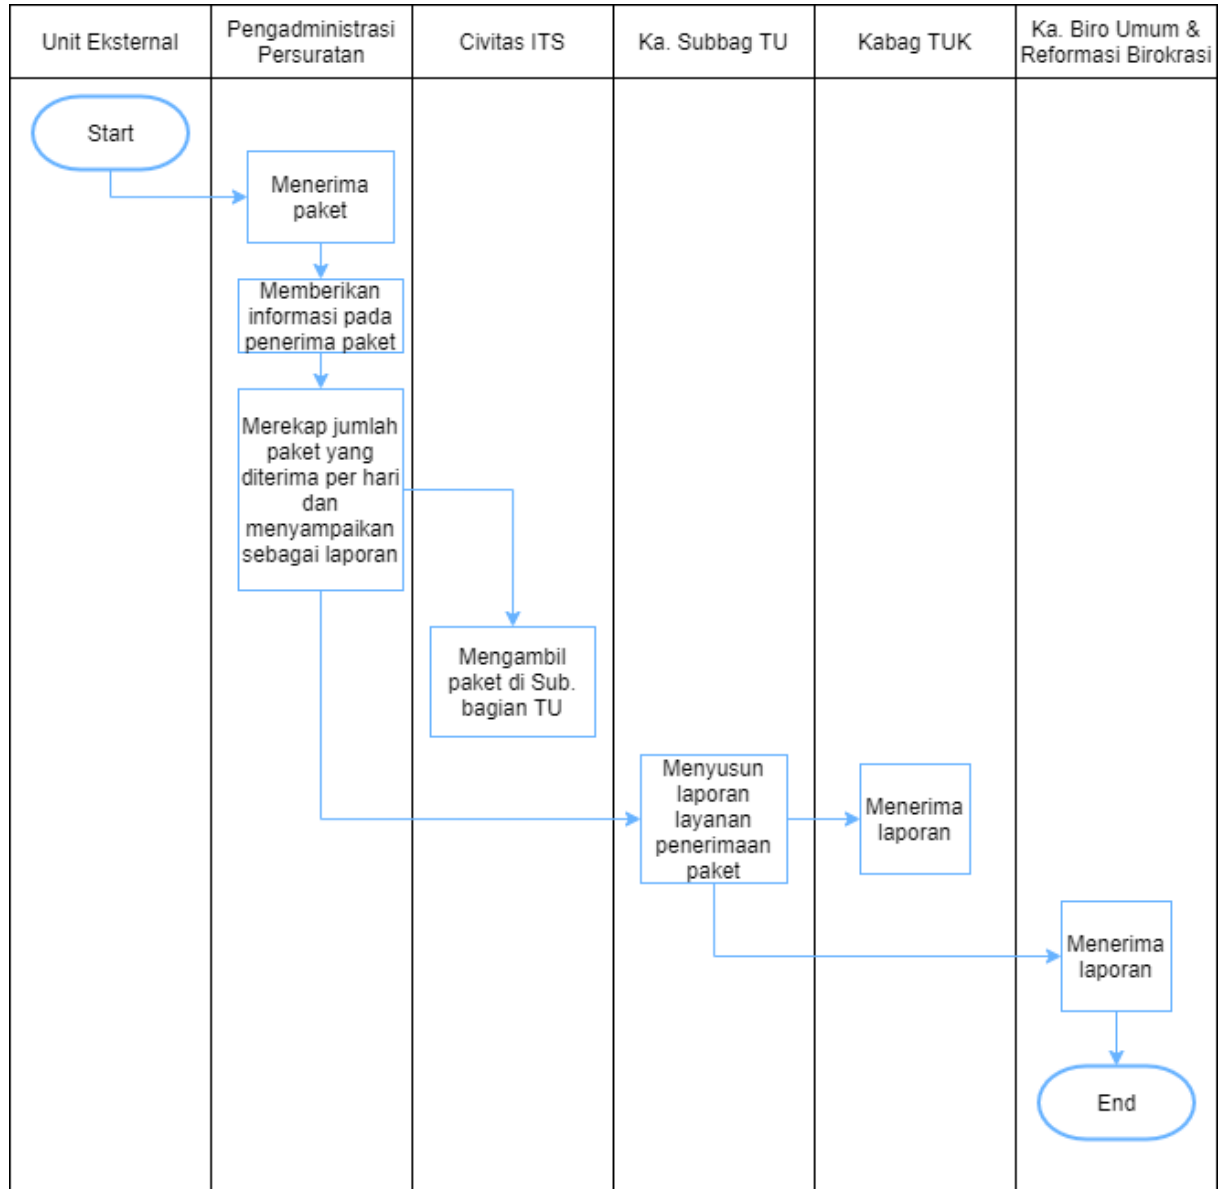 Unit Eksternal
Pengadministrasi
Persuratan
Civitas ITS
Ka. Subbag TU
Kabag TUK
Ka. Biro Umum &
Reformasi Birokrasi
Start
Menerima
paket
Memberikan
informasi pada
penerima paket
Merekap jumlah
paket yang
diterima per hari
dan
menyampaikan
sebagai laporan
Mengambil
paket di Sub.
bagian TU
Menyusun
laporan
layanan
penerimaan
paket
Menerima
laporan
Menerima
laporan
End